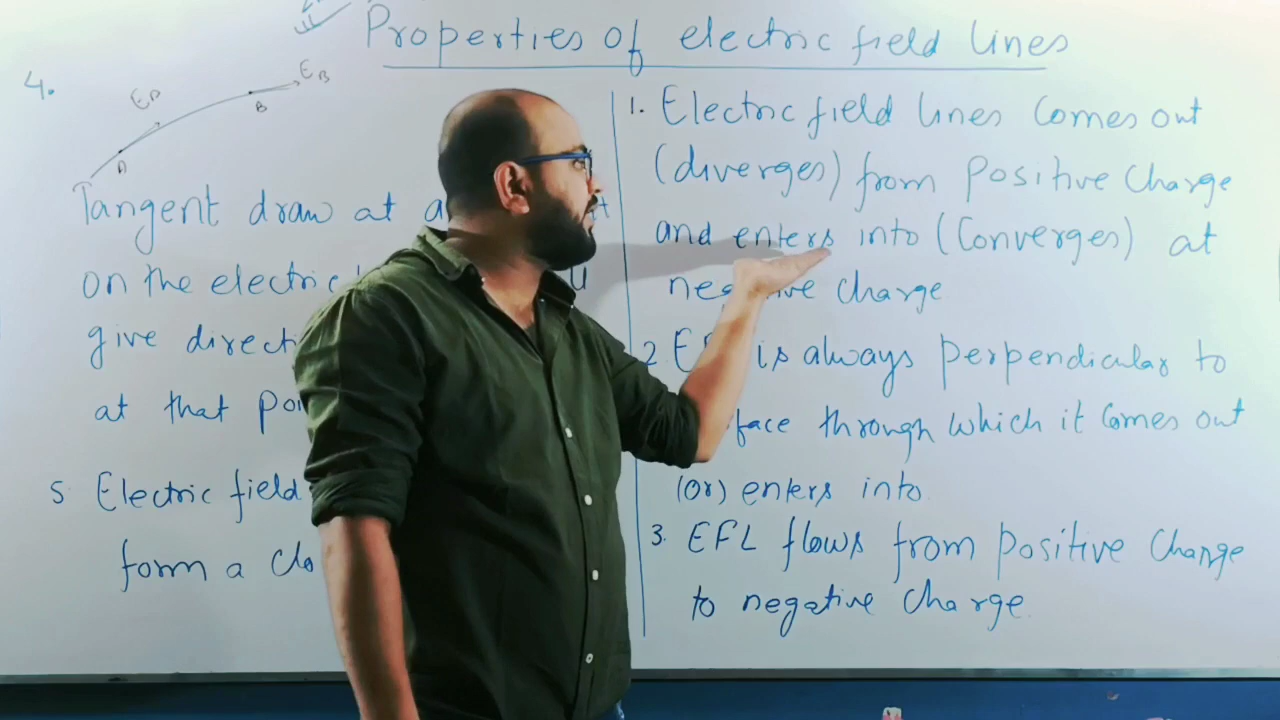 Properties of electric field lines
4.
EB
A
B
Tangent draw at
on the electric
give direct
at that poi
5 Electric field
form a clo
1. Electric field lines comes out
(diverges) from positive charge
and enters into (converges) at
negative charge
2 is always perpendicular to
face through which it comes out
(or) enters into
3. EFL flows from positive charge
to negative charge.